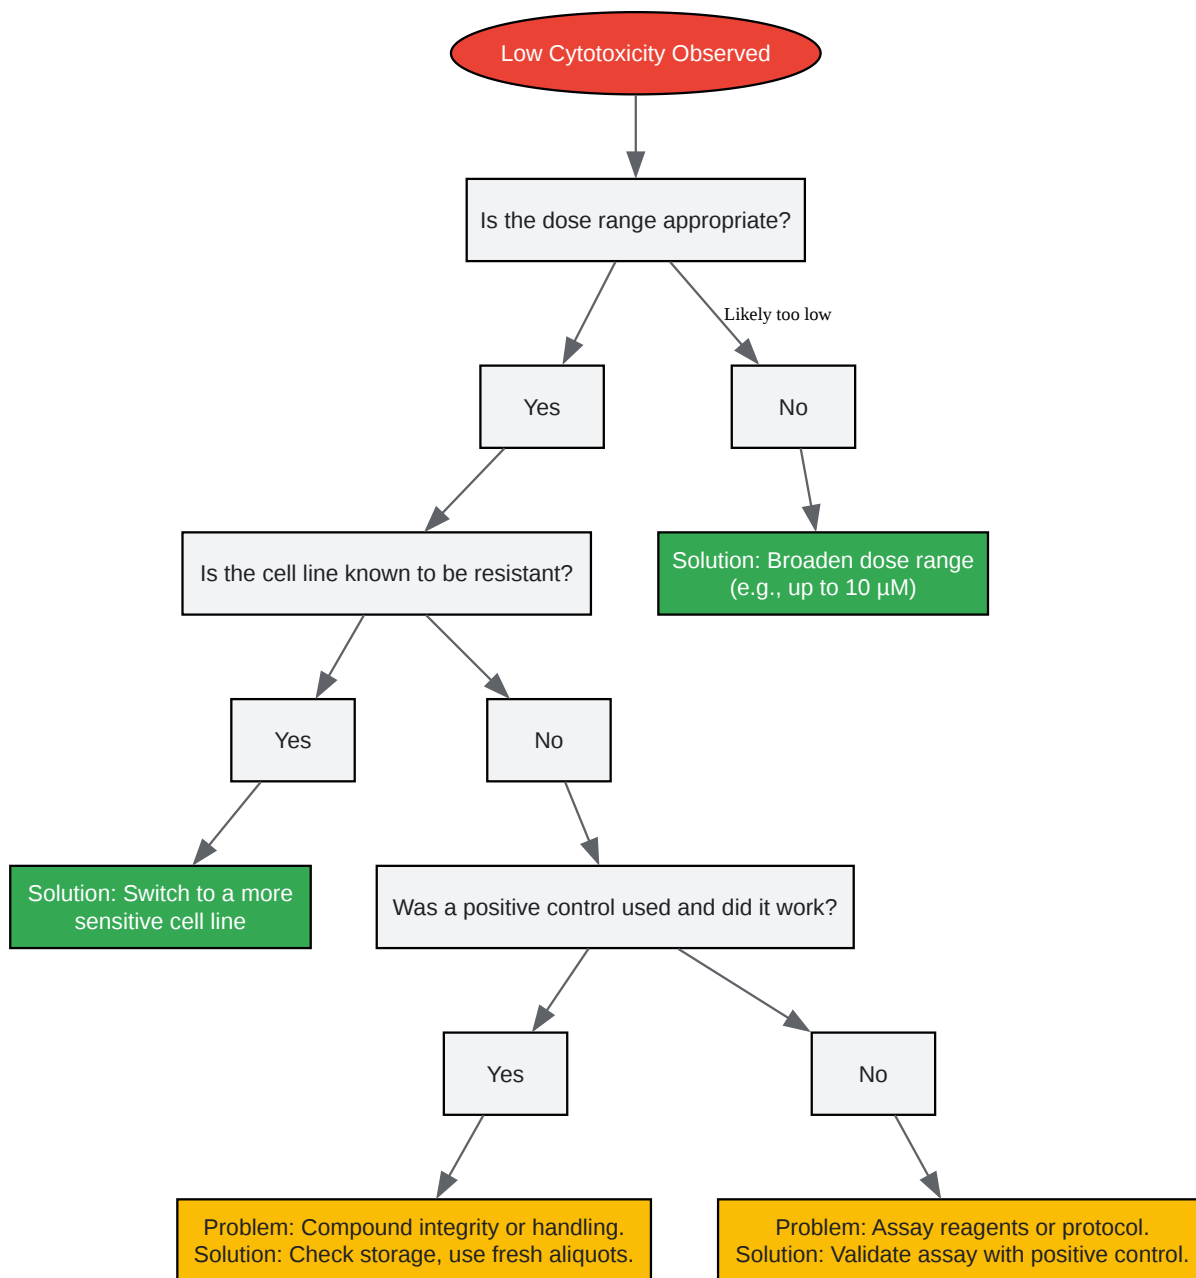 Low Cytotoxicity Observed
Is the dose range appropriate?
Likely too low
Yes
No
Is the cell line known to be resistant?
Solution: Broaden dose range
(e.g., up to 10 µM)
Yes
No
Solution: Switch to a more
sensitive cell line
Was a positive control used and did it work?
Yes
No
Problem: Compound integrity or handling.
Solution: Check storage, use fresh aliquots.
Problem: Assay reagents or protocol.
Solution: Validate assay with positive control.